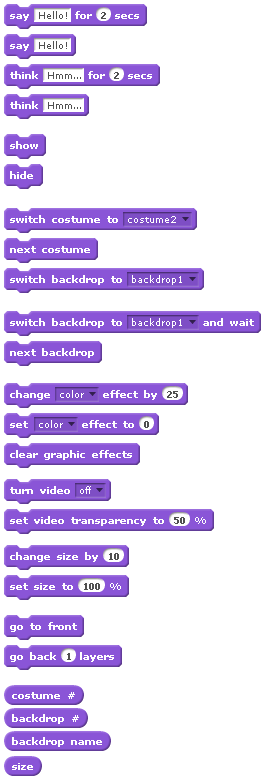 say Hello! for 2 secs
say Hello!
think Hmm... for 2 secs
think Hmm...
show
hide
switch costume to costume2
next costume
switch backdrop to backdrop1
switch backdrop to backdrop1 and wait
next backdrop
change color effect by 25
set color effect to 0
clear graphic effects
turn video off
set video transparency to 50 %
change size by 10
set size to 100 %
go to front
go back 1 layers
costume #
backdrop #
backdrop name
size